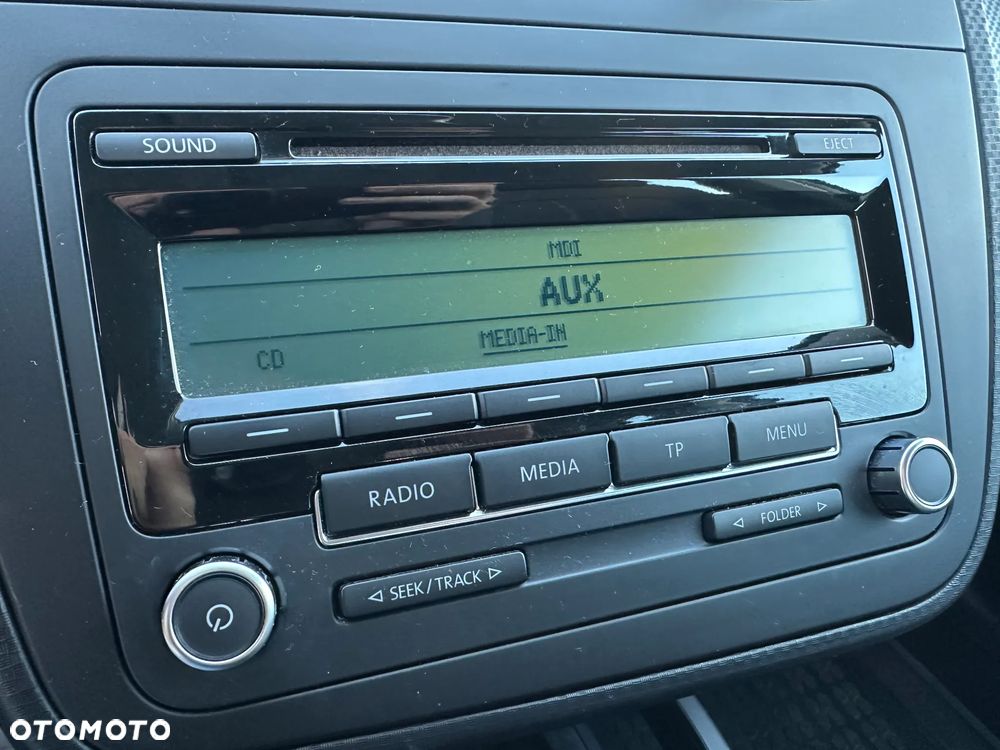 SOUND
EJECT
MDI
AUX
MEDIA-IN
CD
RADIO
MEDIA
TP
MENU
◁ FOLDER ▷
◁ SEEK/TRACK ▷
OTOMOTO